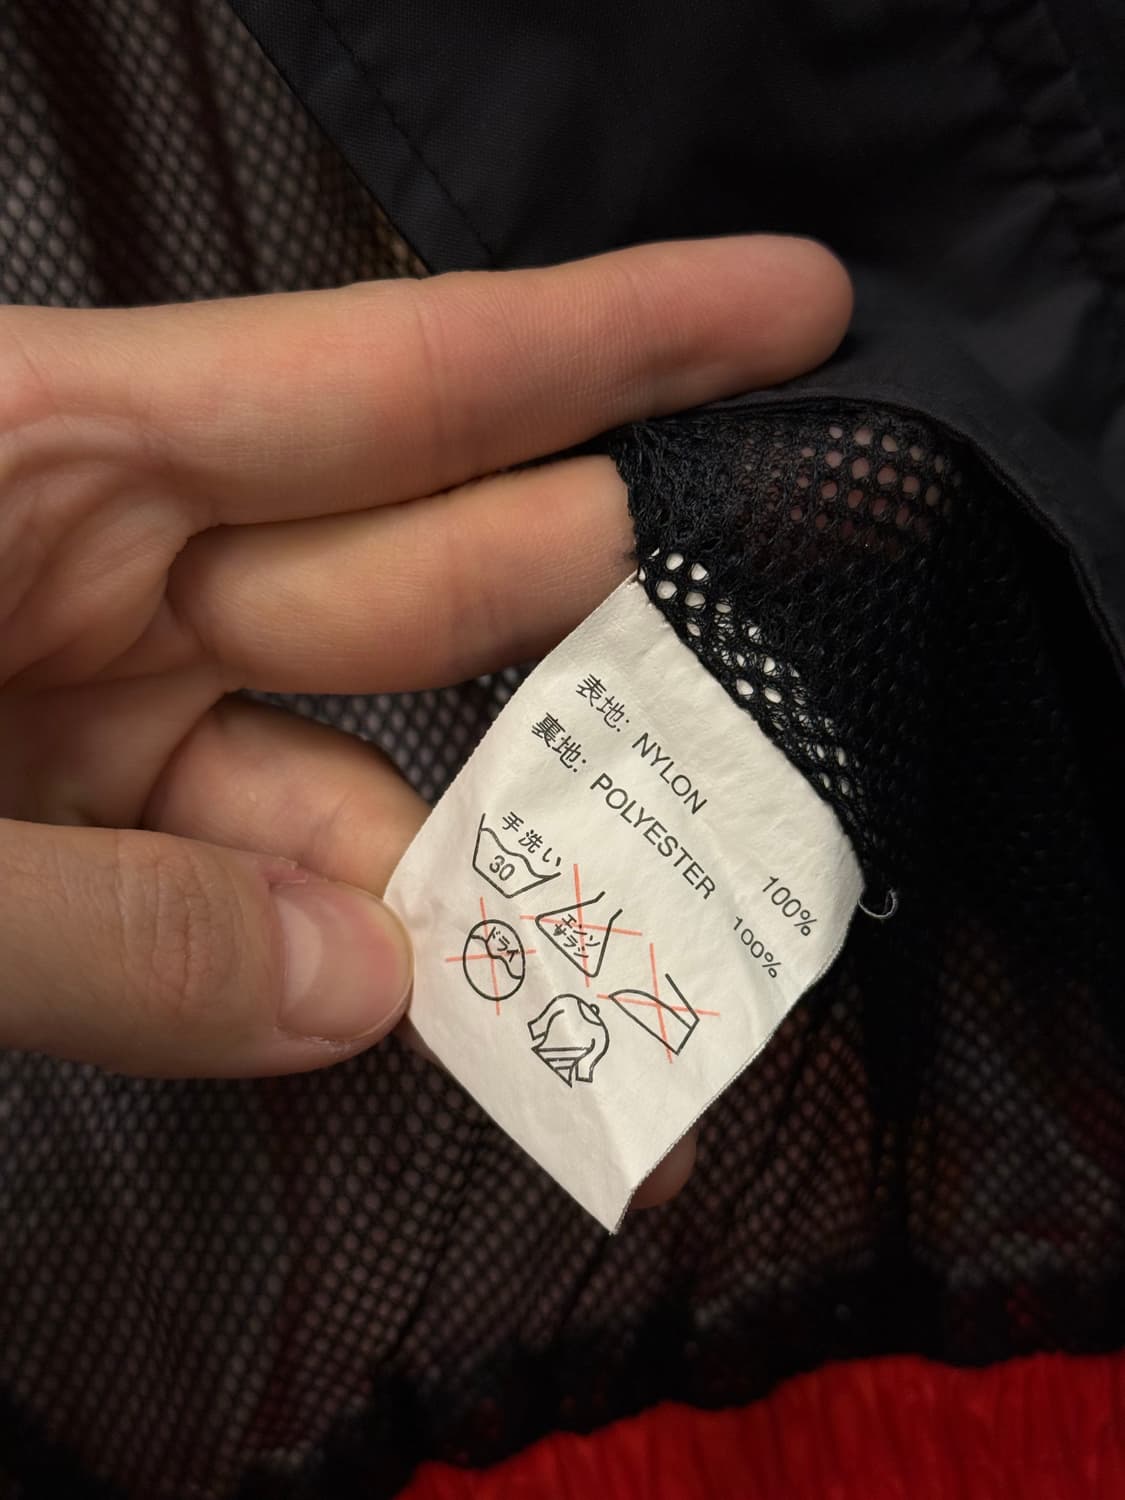 表地: NYLON 100%
裏地: POLYESTER 100%
手洗い
30
エンソ
サラシ
ドライ